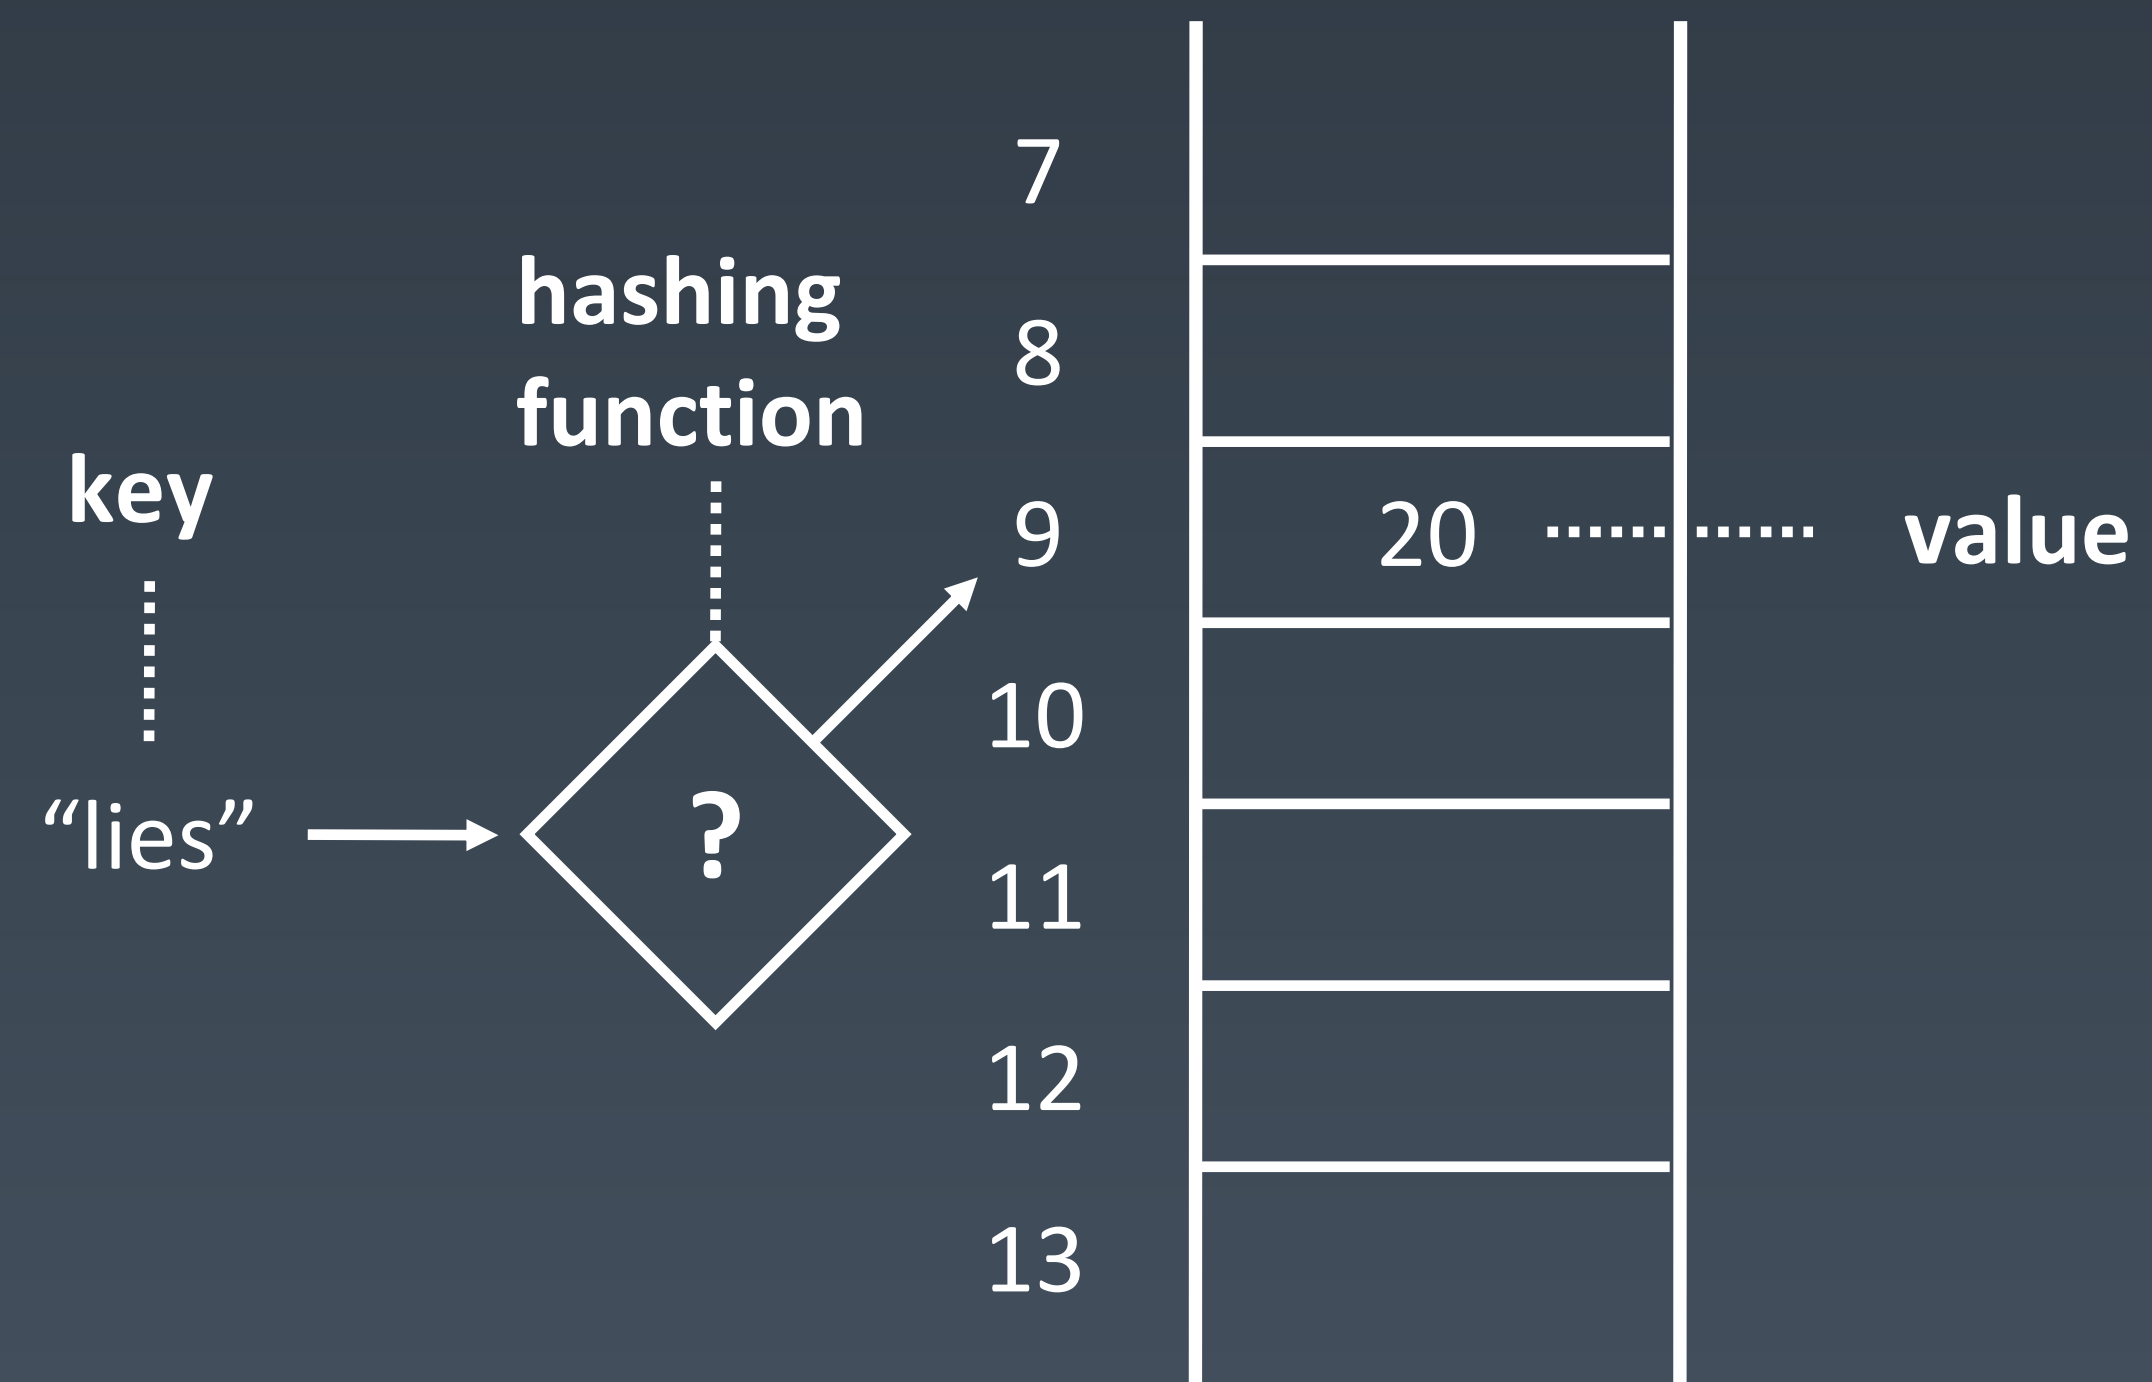 key
“lies”
hashing
function
?
7
8
9
10
11
12
13
20
value